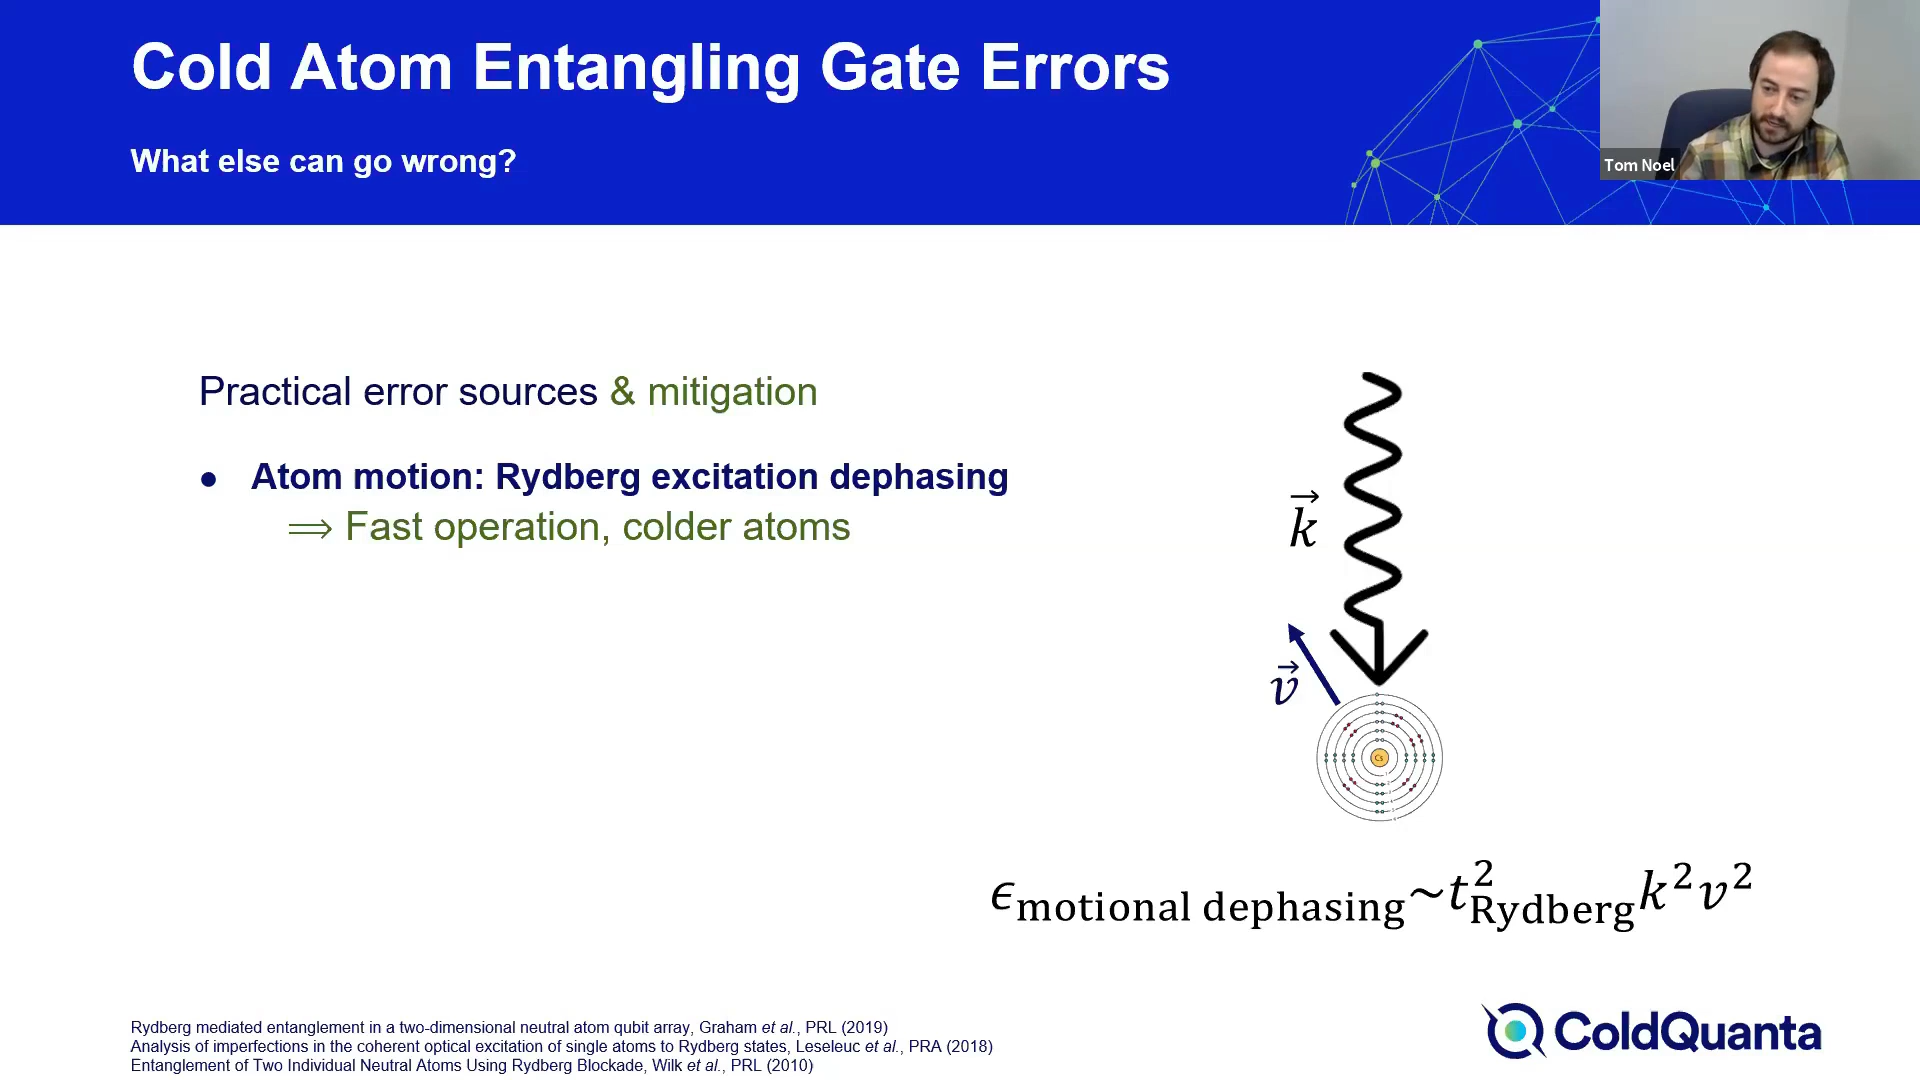 Cold Atom Entangling Gate Errors
What else can go wrong?
Tom Noel
Practical error sources & mitigation
● Atom motion: Rydberg excitation dephasing
⟹ Fast operation, colder atoms
k⃗
v⃗
Cs
ϵ_motional dephasing ~ t²_Rydberg k² v²
Rydberg mediated entanglement in a two-dimensional neutral atom qubit array, Graham et al., PRL (2019)
Analysis of imperfections in the coherent optical excitation of single atoms to Rydberg states, Leseleuc et al., PRA (2018)
Entanglement of Two Individual Neutral Atoms Using Rydberg Blockade, Wilk et al., PRL (2010)
ColdQuanta